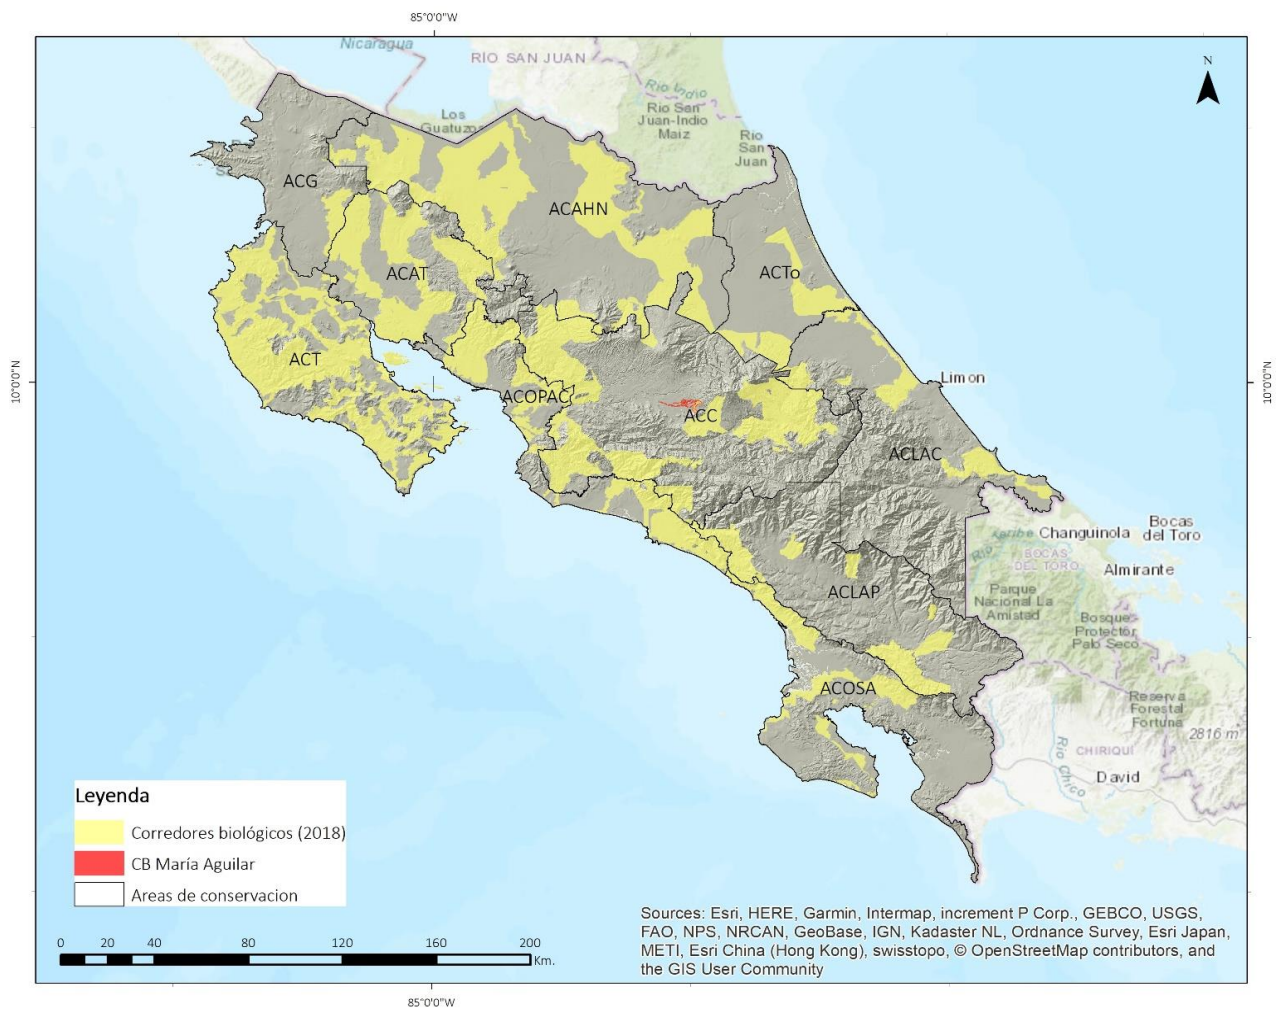 85°0'0"W
Nicaragua
RIO SAN JUAN
N
Rio Indio
Los
Guatuzo
Rio San
Juan-Indio
Maiz
Rio
San
Juan
ACG
ACAHN
ACTo
ACAT
ACT
10°0'0"N
10°0'0"N
Limon
ACOPAC
ACC
ACLAC
Changuinola
Bocas
del Toro
BOCAS
DEL TORO
Almirante
Parque
Nacional La
Amistad
ACLAP
Bosque
Protector
Palo Seco
ACOSA
Reserva
Forestal
Fortuna
2816 m
CHIRIQUI
Rio Chico
David
Leyenda
Corredores biológicos (2018)
CB María Aguilar
Areas de conservacion
0 20 40 80 120 160 200
Km.
Sources: Esri, HERE, Garmin, Intermap, increment P Corp., GEBCO, USGS,
FAO, NPS, NRCAN, GeoBase, IGN, Kadaster NL, Ordnance Survey, Esri Japan,
METI, Esri China (Hong Kong), swisstopo, © OpenStreetMap contributors, and
the GIS User Community
85°0'0"W